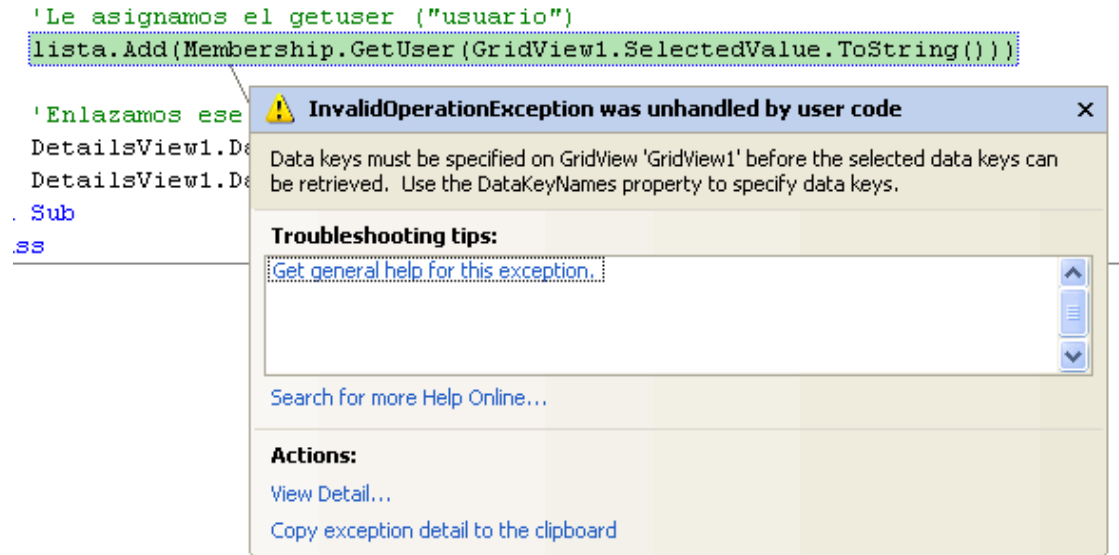 'Le asignamos el getuser ("usuario")
lista.Add(Membership.GetUser(GridView1.SelectedValue.ToString()))
'Enlazamos ese
InvalidOperationException was unhandled by user code
DetailsView1.Da
Data keys must be specified on GridView 'GridView1' before the selected data keys can
DetailsView1.Da
be retrieved. Use the DataKeyNames property to specify data keys.
Sub
Troubleshooting tips:
Get general help for this exception.
Search for more Help Online...
Actions:
View Detail...
Copy exception detail to the clipboard